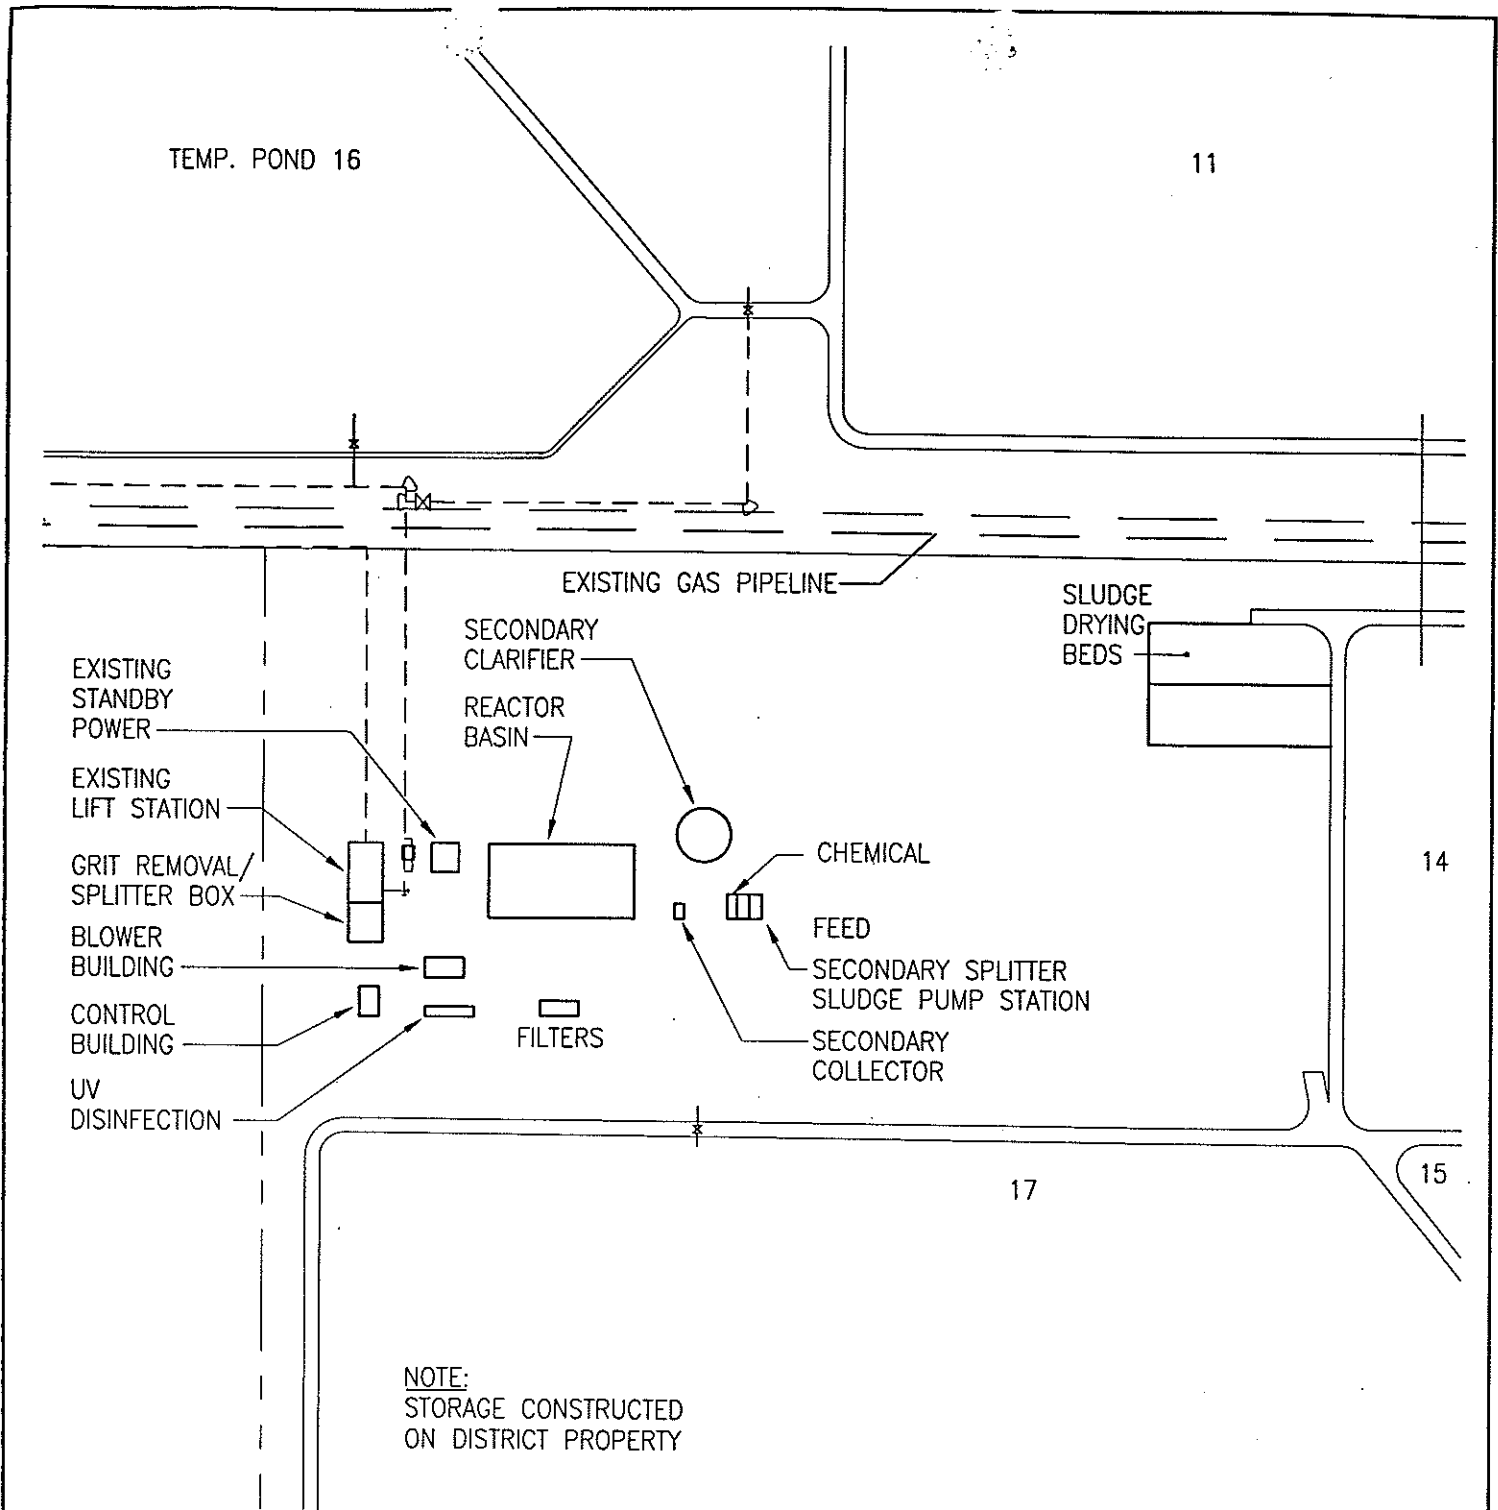 TEMP. POND 16
11
EXISTING GAS PIPELINE
SLUDGE
DRYING
BEDS
SECONDARY
CLARIFIER
EXISTING
STANDBY
POWER
REACTOR
BASIN
EXISTING
LIFT STATION
GRIT REMOVAL/
SPLITTER BOX
CHEMICAL
14
FEED
BLOWER
BUILDING
SECONDARY SPLITTER
SLUDGE PUMP STATION
CONTROL
BUILDING
FILTERS
SECONDARY
COLLECTOR
UV
DISINFECTION
15
17
NOTE:
STORAGE CONSTRUCTED
ON DISTRICT PROPERTY